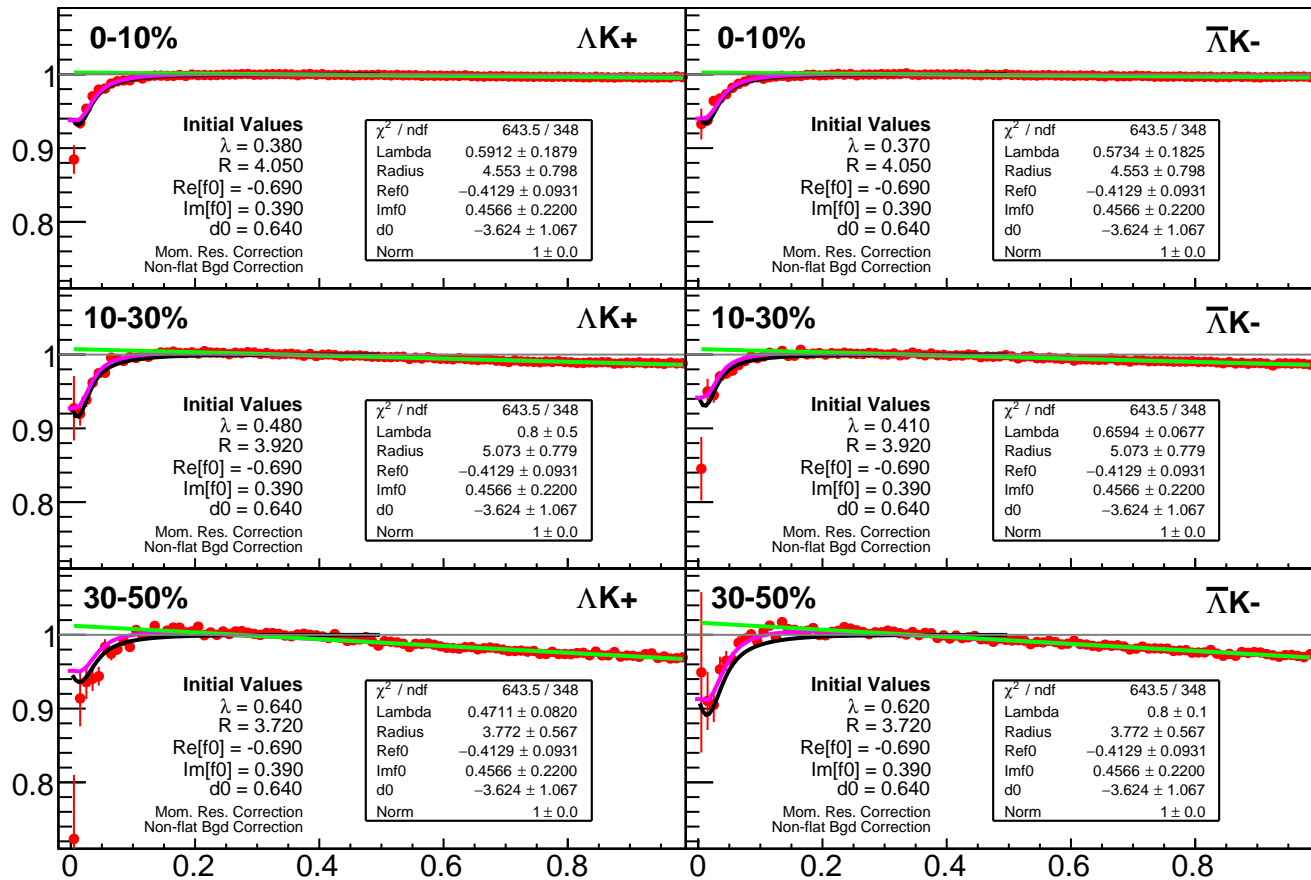 0-10% ΛK+
1
0.9
0.8
Initial Values
λ = 0.380
R = 4.050
Re[f0] = -0.690
Im[f0] = 0.390
d0 = 0.640
Mom. Res. Correction
Non-flat Bgd Correction
χ² / ndf 643.5 / 348
Lambda 0.5912 ± 0.1879
Radius 4.553 ± 0.798
Ref0 −0.4129 ± 0.0931
Imf0 0.4566 ± 0.2200
d0 −3.624 ± 1.067
Norm 1 ± 0.0
0-10% Λ̅K-
Initial Values
λ = 0.370
R = 4.050
Re[f0] = -0.690
Im[f0] = 0.390
d0 = 0.640
Mom. Res. Correction
Non-flat Bgd Correction
χ² / ndf 643.5 / 348
Lambda 0.5734 ± 0.1825
Radius 4.553 ± 0.798
Ref0 −0.4129 ± 0.0931
Imf0 0.4566 ± 0.2200
d0 −3.624 ± 1.067
Norm 1 ± 0.0
10-30% ΛK+
1
0.9
0.8
Initial Values
λ = 0.480
R = 3.920
Re[f0] = -0.690
Im[f0] = 0.390
d0 = 0.640
Mom. Res. Correction
Non-flat Bgd Correction
χ² / ndf 643.5 / 348
Lambda 0.8 ± 0.5
Radius 5.073 ± 0.779
Ref0 −0.4129 ± 0.0931
Imf0 0.4566 ± 0.2200
d0 −3.624 ± 1.067
Norm 1 ± 0.0
10-30% Λ̅K-
Initial Values
λ = 0.410
R = 3.920
Re[f0] = -0.690
Im[f0] = 0.390
d0 = 0.640
Mom. Res. Correction
Non-flat Bgd Correction
χ² / ndf 643.5 / 348
Lambda 0.6594 ± 0.0677
Radius 5.073 ± 0.779
Ref0 −0.4129 ± 0.0931
Imf0 0.4566 ± 0.2200
d0 −3.624 ± 1.067
Norm 1 ± 0.0
30-50% ΛK+
1
0.9
0.8
Initial Values
λ = 0.640
R = 3.720
Re[f0] = -0.690
Im[f0] = 0.390
d0 = 0.640
Mom. Res. Correction
Non-flat Bgd Correction
χ² / ndf 643.5 / 348
Lambda 0.4711 ± 0.0820
Radius 3.772 ± 0.567
Ref0 −0.4129 ± 0.0931
Imf0 0.4566 ± 0.2200
d0 −3.624 ± 1.067
Norm 1 ± 0.0
30-50% Λ̅K-
Initial Values
λ = 0.620
R = 3.720
Re[f0] = -0.690
Im[f0] = 0.390
d0 = 0.640
Mom. Res. Correction
Non-flat Bgd Correction
χ² / ndf 643.5 / 348
Lambda 0.8 ± 0.1
Radius 3.772 ± 0.567
Ref0 −0.4129 ± 0.0931
Imf0 0.4566 ± 0.2200
d0 −3.624 ± 1.067
Norm 1 ± 0.0
0 0.2 0.4 0.6 0.8 0 0.2 0.4 0.6 0.8